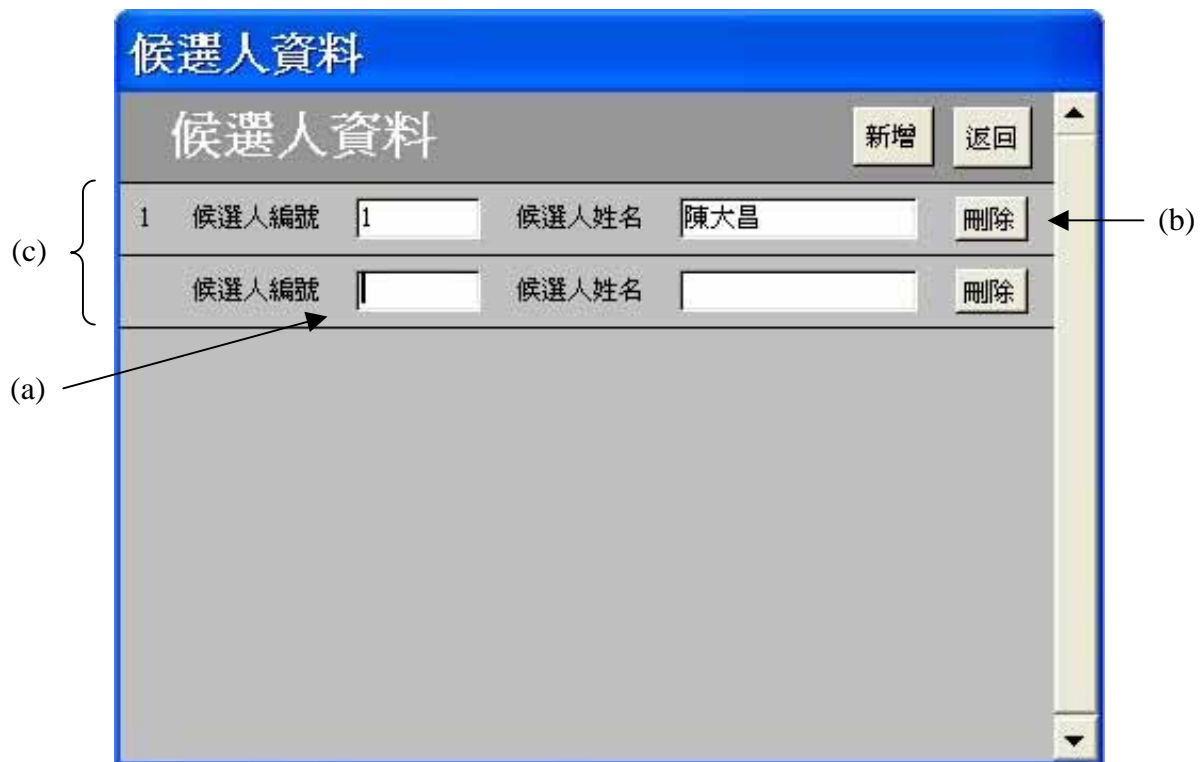 候選人資料
候選人資料 新增 返回
1 候選人編號 1 候選人姓名 陳大昌 刪除 (b)
(c)
候選人編號 候選人姓名 刪除
(a)